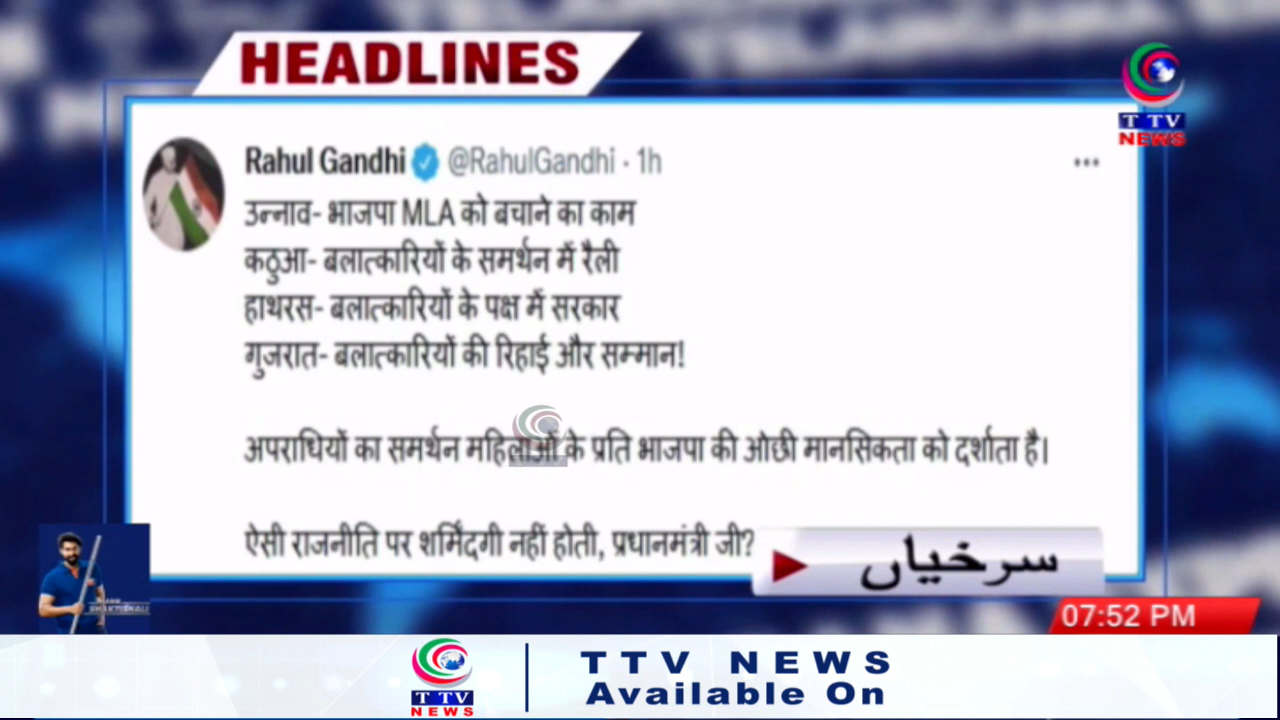 HEADLINES
T TV
NEWS
Rahul Gandhi @RahulGandhi · 1h
उन्नाव- भाजपा MLA को बचाने का काम
कठुआ- बलात्कारियों के समर्थन में रैली
हाथरस- बलात्कारियों के पक्ष में सरकार
गुजरात- बलात्कारियों की रिहाई और सम्मान!
अपराधियों का समर्थन महिलाओं के प्रति भाजपा की ओछी मानसिकता को दर्शाता है।
ऐसी राजनीति पर शर्मिंदगी नहीं होती, प्रधानमंत्री जी?
سرخیاں
07:52 PM
T TV
NEWS
TTV NEWS
Available On